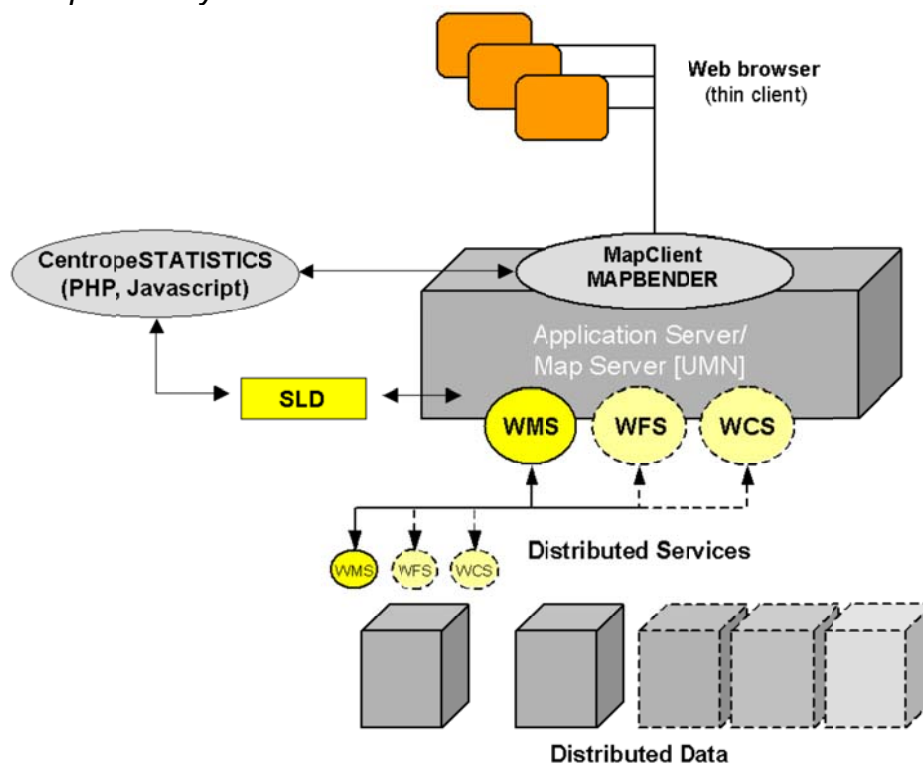 Web browser
(thin client)
MapClient
MAPBENDER
CentropeSTATISTICS
(PHP, Javascript)
Application Server/
Map Server [UMN]
SLD
WMS
WFS
WCS
Distributed Services
WMS
WFS
WCS
Distributed Data